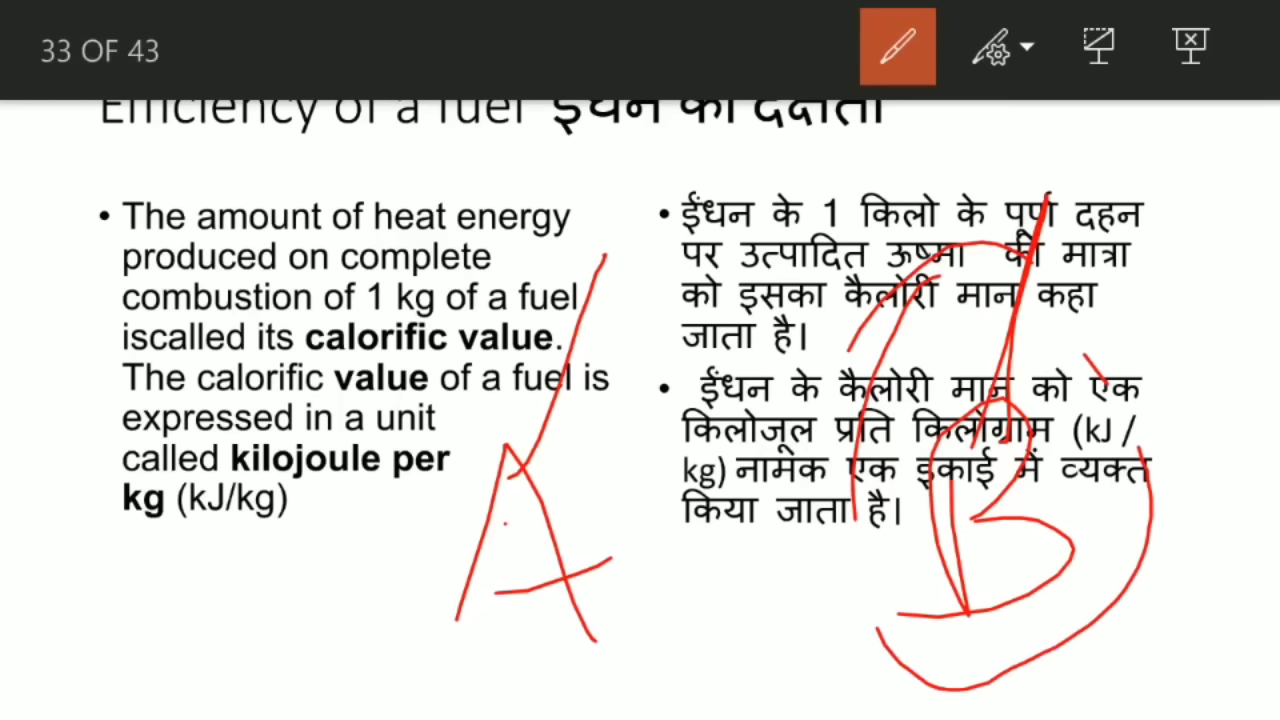 33 OF 43
Efficiency of a fuel ईंधन की दक्षता
• The amount of heat energy
produced on complete
combustion of 1 kg of a fuel
iscalled its calorific value.
The calorific value of a fuel is
expressed in a unit
called kilojoule per
kg (kJ/kg)
A
• ईंधन के 1 किलो के पूर्ण दहन
पर उत्पादित ऊष्मा की मात्रा
को इसका कैलोरी मान कहा
जाता है।
• ईंधन के कैलोरी मान को एक
किलोजूल प्रति किलोग्राम (kJ /
kg) नामक एक इकाई में व्यक्त
किया जाता है।
B